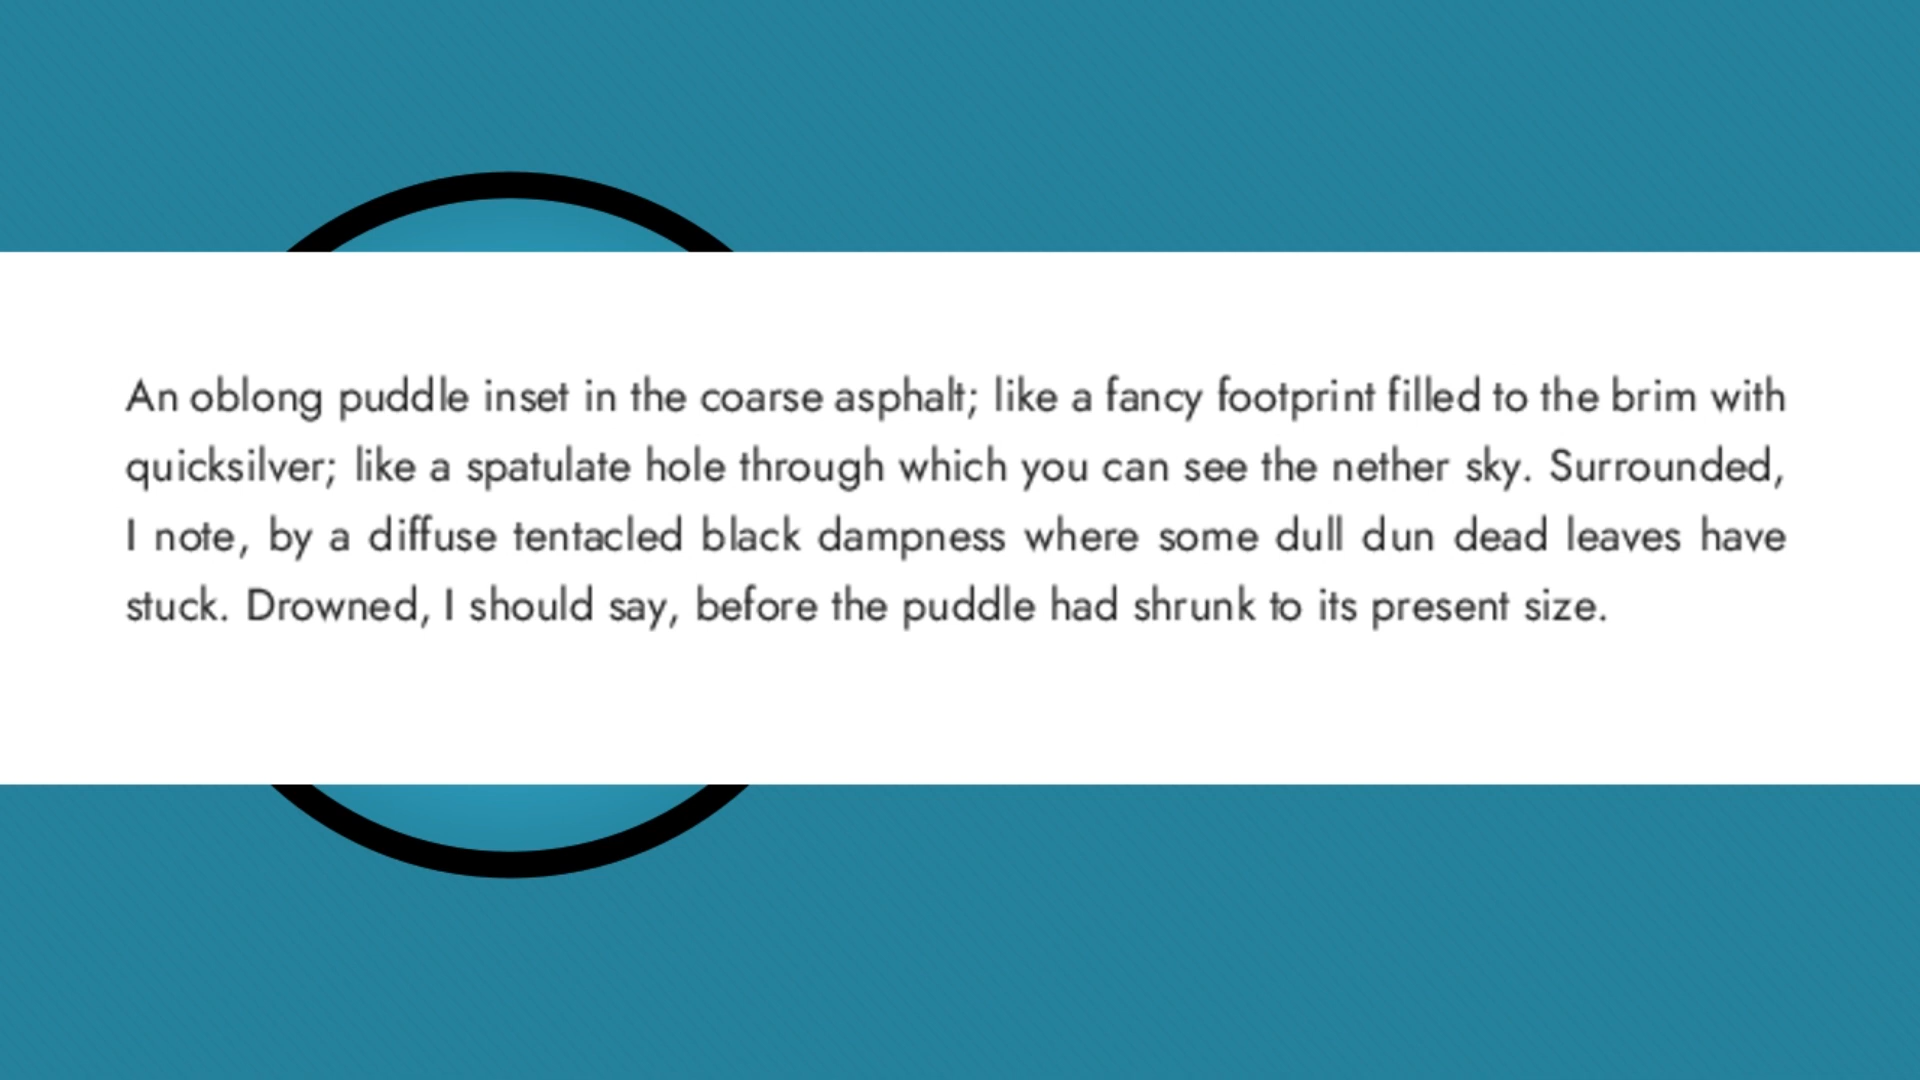 An oblong puddle inset in the coarse asphalt; like a fancy footprint filled to the brim with
quicksilver; like a spatulate hole through which you can see the nether sky. Surrounded,
I note, by a diffuse tentacled black dampness where some dull dun dead leaves have
stuck. Drowned, I should say, before the puddle had shrunk to its present size.